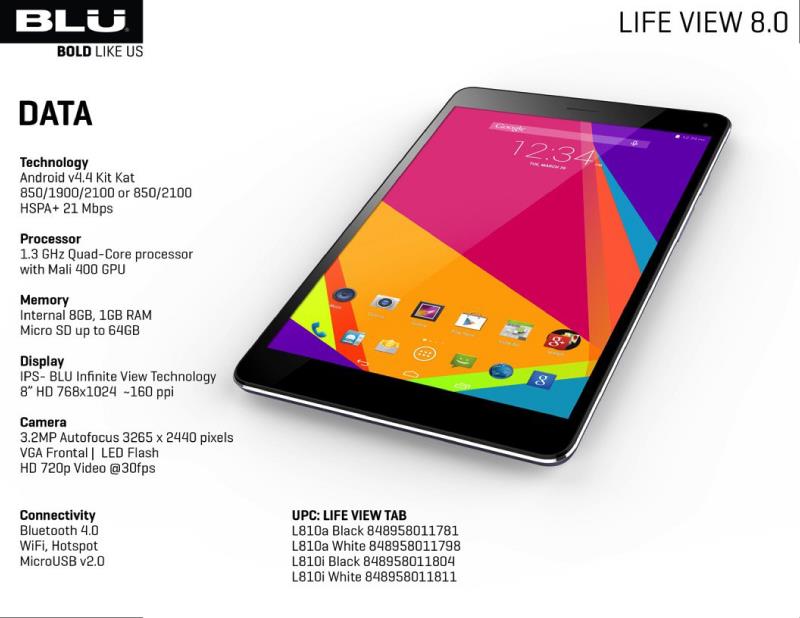 BLU
BOLD LIKE US
LIFE VIEW 8.0
DATA
Technology
Android v4.4 Kit Kat
850/1900/2100 or 850/2100
HSPA+ 21 Mbps
Processor
1.3 GHz Quad-Core processor
with Mali 400 GPU
Memory
Internal 8GB, 1GB RAM
Micro SD up to 64GB
Display
IPS- BLU Infinite View Technology
8” HD 768x1024 ~160 ppi
Camera
3.2MP Autofocus 3265 x 2440 pixels
VGA Frontal | LED Flash
HD 720p Video @30fps
Connectivity
Bluetooth 4.0
WiFi, Hotspot
MicroUSB v2.0
Google
12:34
TUE, MARCH
UPC: LIFE VIEW TAB
L810a Black 848958011781
L810a White 848958011798
L810i Black 848958011804
L810i White 848958011811